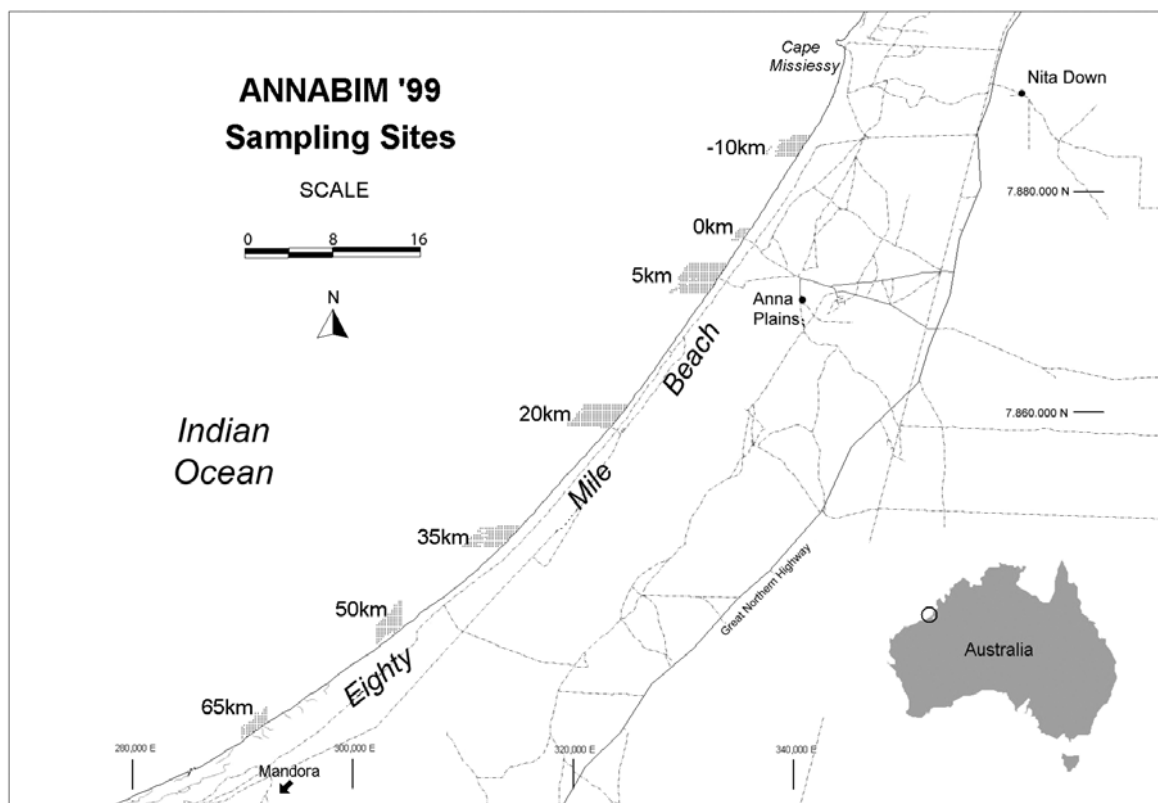 ANNABIM '99
Sampling Sites
SCALE
0 8 16
N
Cape
Missiessy
Nita Down
-10km
7.880.000 N
0km
5km
Anna
Plains
Beach
20km
7.860.000 N
Indian
Ocean
Mile
35km
Great Northern Highway
50km
Australia
Eighty
65km
280,000 E
300,000 E
320,000 E
340,000 E
Mandora